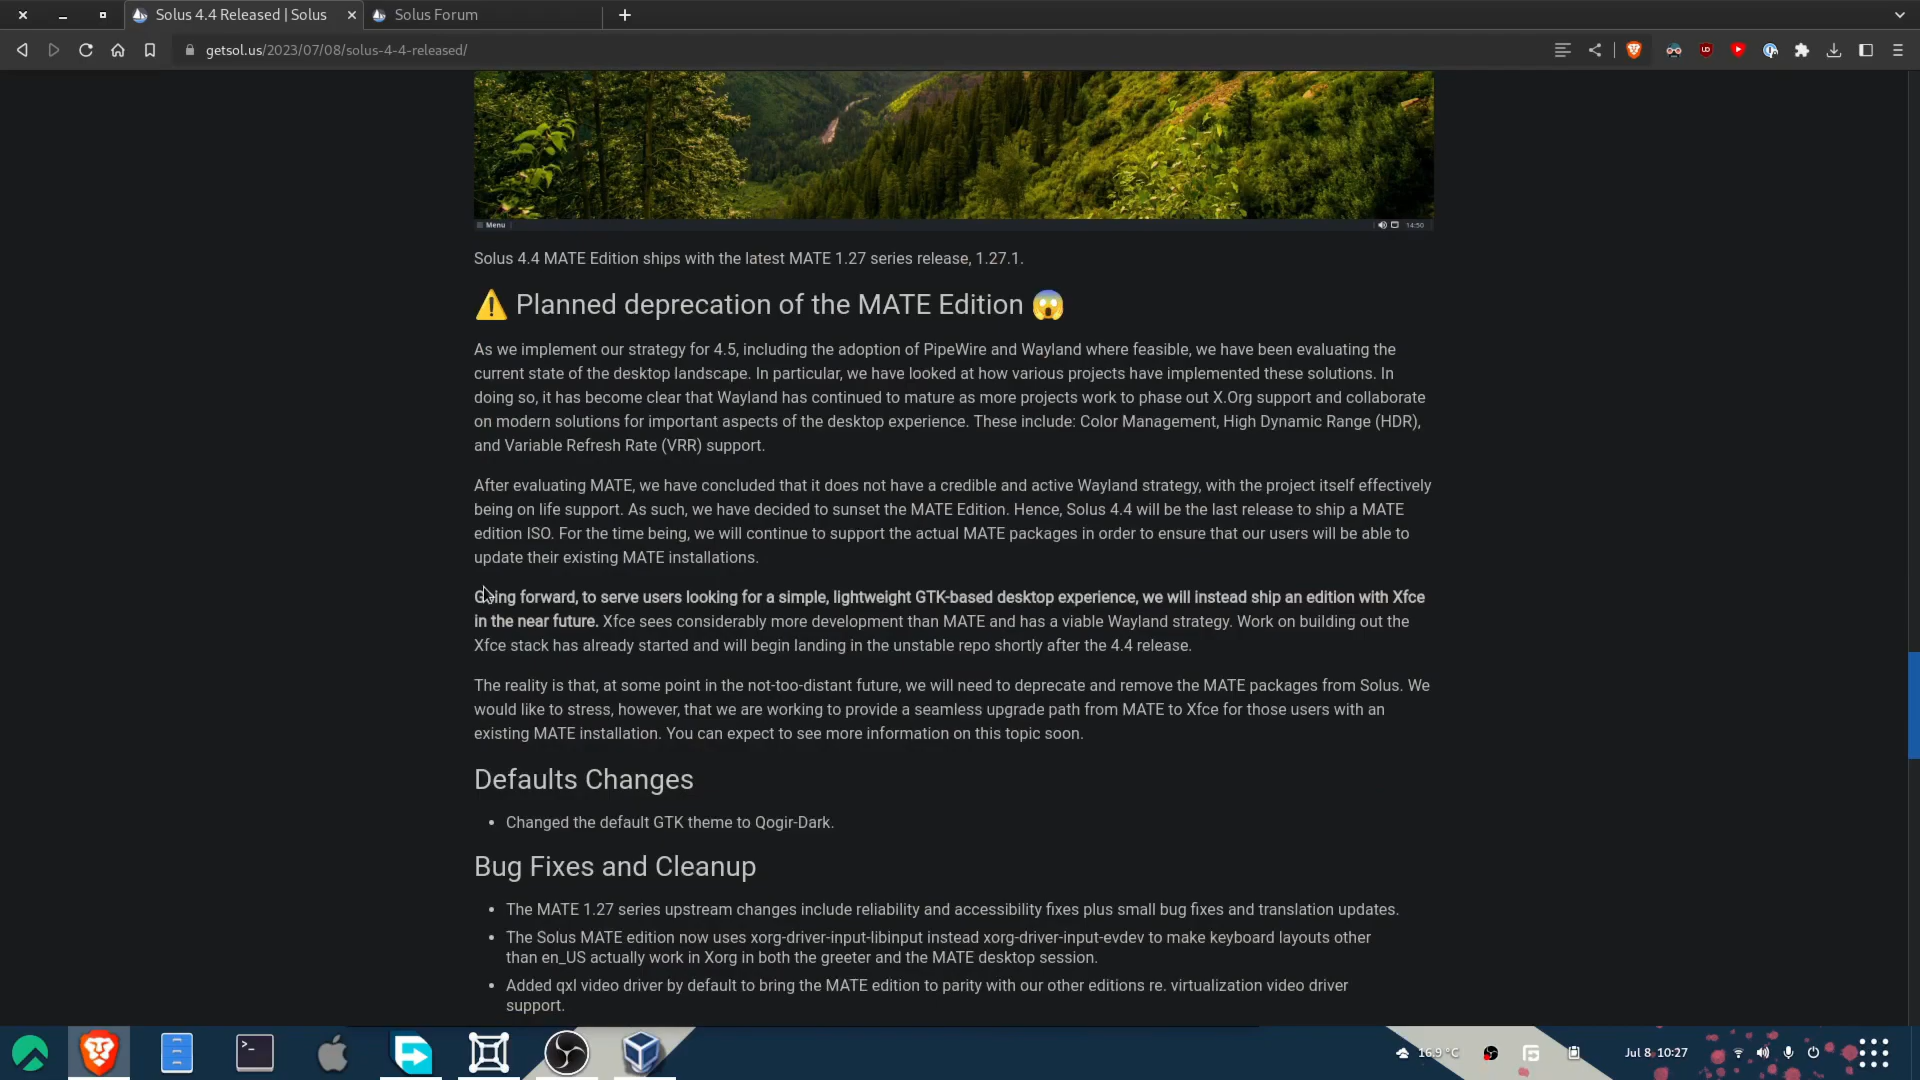 Solus 4.4 Released | Solus
Solus Forum
getsol.us/2023/07/08/solus-4-4-released/
Menu
14:50
Solus 4.4 MATE Edition ships with the latest MATE 1.27 series release, 1.27.1.
⚠️ Planned deprecation of the MATE Edition 😱
As we implement our strategy for 4.5, including the adoption of PipeWire and Wayland where feasible, we have been evaluating the
current state of the desktop landscape. In particular, we have looked at how various projects have implemented these solutions. In
doing so, it has become clear that Wayland has continued to mature as more projects work to phase out X.Org support and collaborate
on modern solutions for important aspects of the desktop experience. These include: Color Management, High Dynamic Range (HDR),
and Variable Refresh Rate (VRR) support.
After evaluating MATE, we have concluded that it does not have a credible and active Wayland strategy, with the project itself effectively
being on life support. As such, we have decided to sunset the MATE Edition. Hence, Solus 4.4 will be the last release to ship a MATE
edition ISO. For the time being, we will continue to support the actual MATE packages in order to ensure that our users will be able to
update their existing MATE installations.
Going forward, to serve users looking for a simple, lightweight GTK-based desktop experience, we will instead ship an edition with Xfce
in the near future. Xfce sees considerably more development than MATE and has a viable Wayland strategy. Work on building out the
Xfce stack has already started and will begin landing in the unstable repo shortly after the 4.4 release.
The reality is that, at some point in the not-too-distant future, we will need to deprecate and remove the MATE packages from Solus. We
would like to stress, however, that we are working to provide a seamless upgrade path from MATE to Xfce for those users with an
existing MATE installation. You can expect to see more information on this topic soon.
Defaults Changes
• Changed the default GTK theme to Qogir-Dark.
Bug Fixes and Cleanup
• The MATE 1.27 series upstream changes include reliability and accessibility fixes plus small bug fixes and translation updates.
• The Solus MATE edition now uses xorg-driver-input-libinput instead xorg-driver-input-evdev to make keyboard layouts other
than en_US actually work in Xorg in both the greeter and the MATE desktop session.
• Added qxl video driver by default to bring the MATE edition to parity with our other editions re. virtualization video driver
support.
16.9 °C
Jul 8 10:27